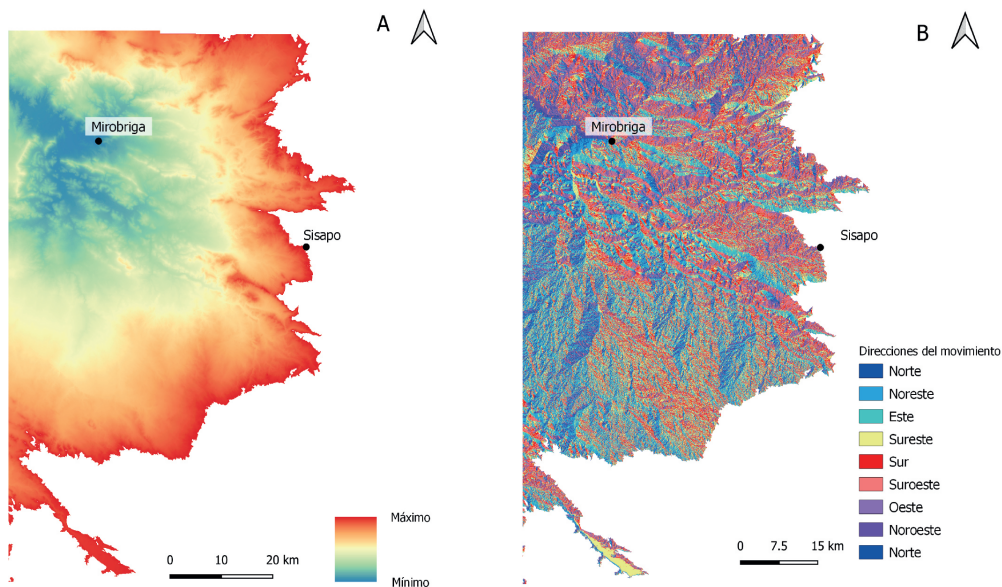 A
Mirobriga
Sisapo
Máximo
Mínimo
0 10 20 km
B
Mirobriga
Sisapo
Direcciones del movimiento
Norte
Noreste
Este
Sureste
Sur
Suroeste
Oeste
Noroeste
Norte
0 7.5 15 km